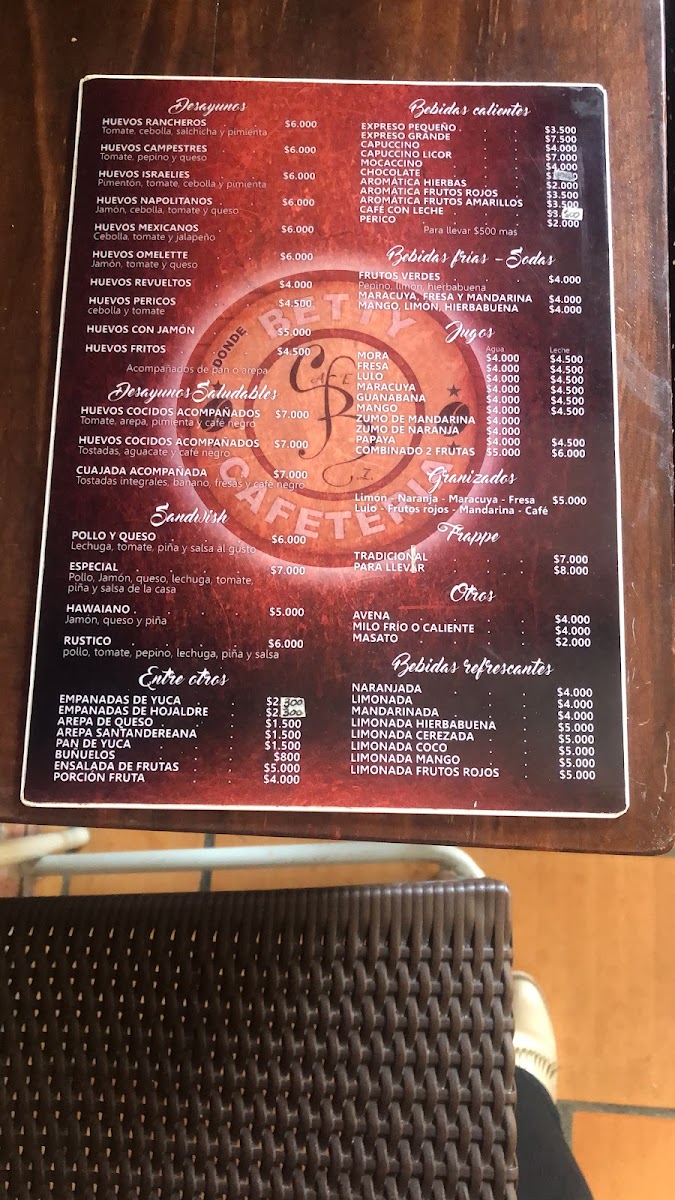 Desayunos
HUEVOS RANCHEROS $6.000
Tomate, cebolla, salchicha y pimienta
HUEVOS CAMPESTRES $6.000
Tomate, pepino y queso
HUEVOS ISRAELIES $6.000
Pimentón, tomate, cebolla y pimienta
HUEVOS NAPOLITANOS $6.000
Jamón, cebolla, tomate y queso
HUEVOS MEXICANOS $6.000
Cebolla, tomate y jalapeño
HUEVOS OMELETTE $6.000
Jamón, tomate y queso
HUEVOS REVUELTOS $4.000
HUEVOS PERICOS $4.500
cebolla y tomate
HUEVOS CON JAMÓN $5.000
HUEVOS FRITOS $4.500
Acompañados de pan o arepa
Desayunos Saludables
HUEVOS COCIDOS ACOMPAÑADOS $7.000
Tomate, arepa, pimienta y café negro
HUEVOS COCIDOS ACOMPAÑADOS $7.000
Tostadas, aguacate y café negro
CUAJADA ACOMPAÑADA $7.000
Tostadas integrales, banano, fresas y café negro
Sandwish
POLLO Y QUESO $6.000
Lechuga, tomate, piña y salsa al gusto
ESPECIAL $7.000
Pollo, Jamón, queso, lechuga, tomate,
piña y salsa de la casa
HAWAIANO $5.000
Jamón, queso y piña
RUSTICO $6.000
pollo, tomate, pepino, lechuga, piña y salsa
Entre otros
EMPANADAS DE YUCA $2 300
EMPANADAS DE HOJALDRE $2
AREPA DE QUESO $1.500
AREPA SANTANDEREANA $1.500
PAN DE YUCA $1.500
BUÑUELOS $800
ENSALADA DE FRUTAS $5.000
PORCIÓN FRUTA $4.000
Bebidas calientes
EXPRESO PEQUEÑO $3.500
EXPRESO GRANDE $7.500
CAPUCCINO $4.000
CAPUCCINO LICOR $7.000
MOCACCINO $4.000
CHOCOLATE
AROMÁTICA HIERBAS $2.000
AROMÁTICA FRUTOS ROJOS $3.500
AROMÁTICA FRUTOS AMARILLOS $3.500
CAFÉ CON LECHE
PERICO $2.000
Para llevar $500 mas
Bebidas frias - Sodas
FRUTOS VERDES $4.000
Pepino, limón, hierbabuena
MARACUYA, FRESA Y MANDARINA $4.000
MANGO, LIMÓN, HIERBABUENA $4.000
Jugos
Agua Leche
MORA $4.000 $4.500
FRESA $4.000 $4.500
LULO $4.000 $4.500
MARACUYA $4.000 $4.500
GUANABANA $4.000 $4.500
MANGO $4.000 $4.500
ZUMO DE MANDARINA $4.000
ZUMO DE NARANJA $4.000
PAPAYA $4.000 $4.500
COMBINADO 2 FRUTAS $5.000 $6.000
Granizados
Limón - Naranja - Maracuya - Fresa $5.000
Lulo - Frutos rojos - Mandarina - Café
Frappe
TRADICIONAL $7.000
PARA LLEVAR $8.000
Otros
AVENA $4.000
MILO FRÍO O CALIENTE $4.000
MASATO $2.000
Bebidas refrescantes
NARANJADA $4.000
LIMONADA $4.000
MANDARINADA $4.000
LIMONADA HIERBABUENA $5.000
LIMONADA CEREZADA $5.000
LIMONADA COCO $5.000
LIMONADA MANGO $5.000
LIMONADA FRUTOS ROJOS $5.000
DONDE
BETTY
CAFÉ
CAFETERIA